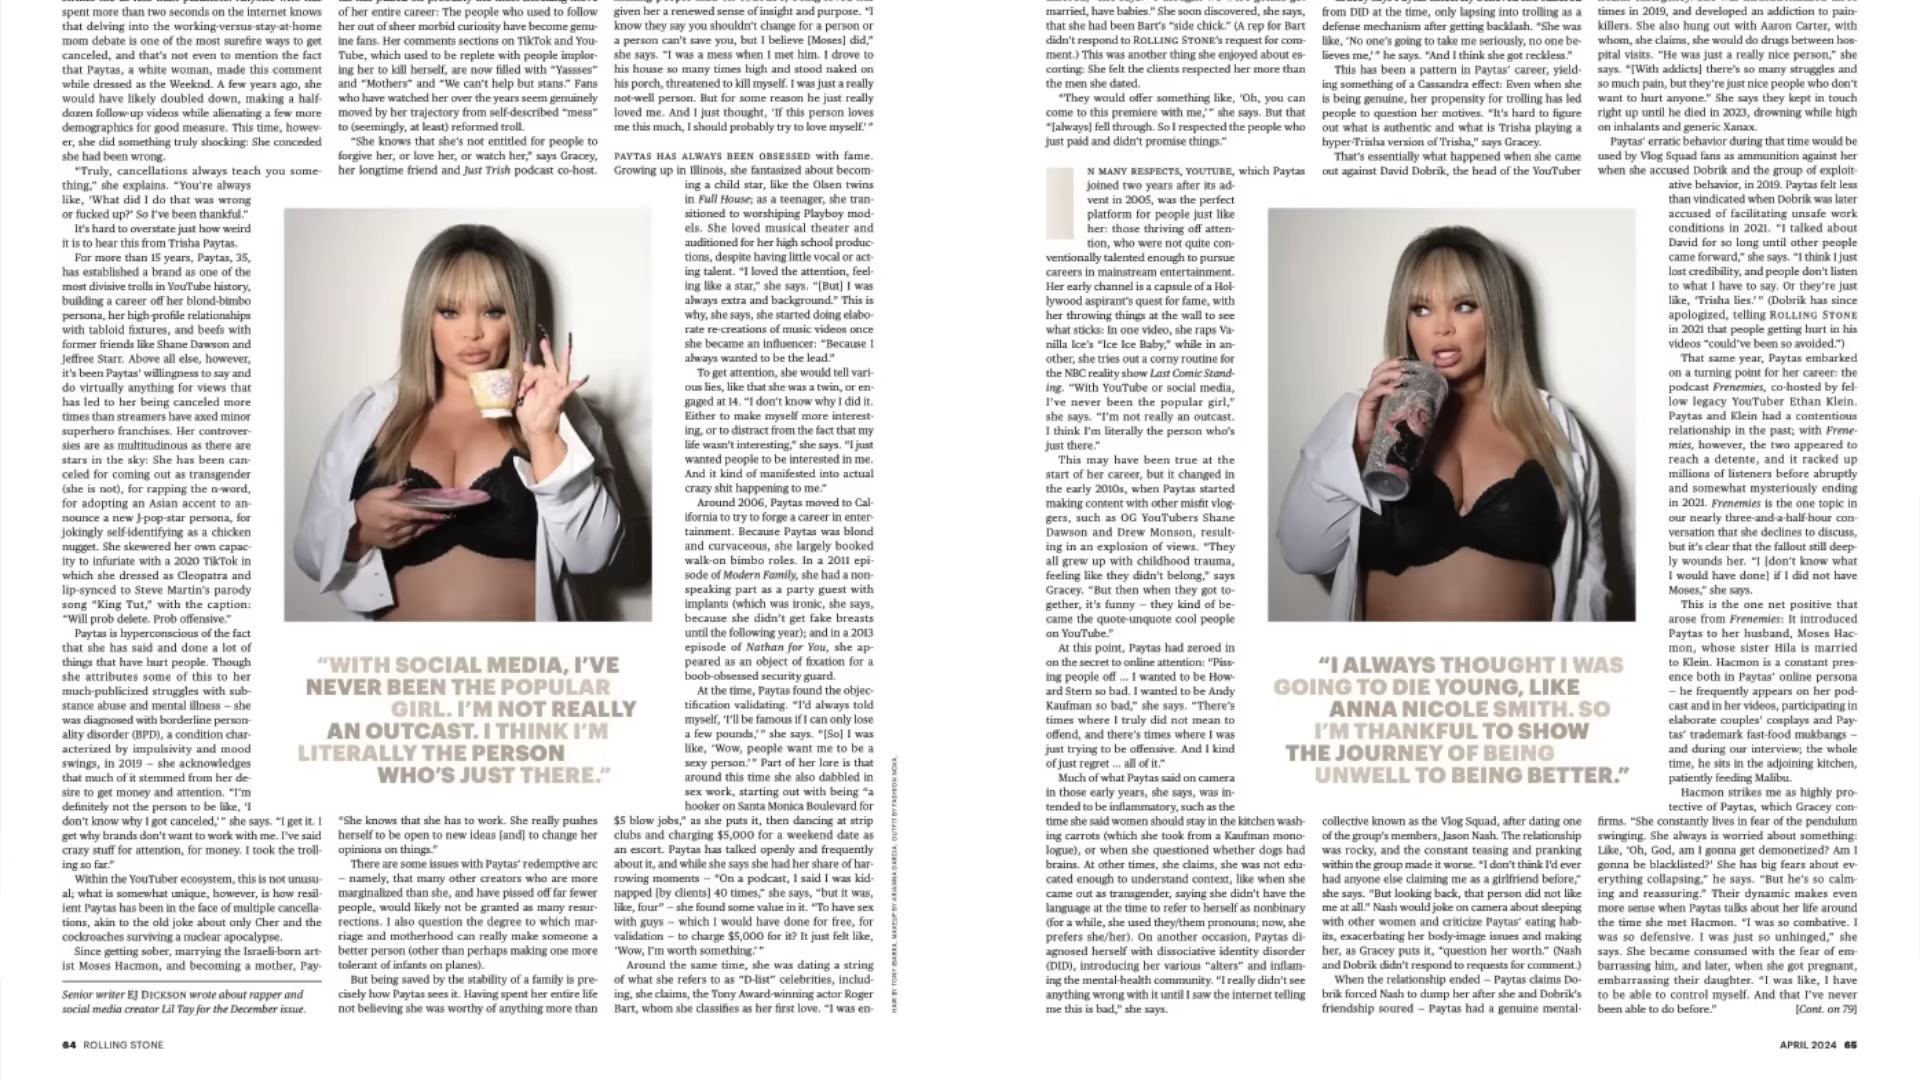 spent more than two seconds on the internet knows
that delving into the working-versus-stay-at-home
mom debate is one of the most surefire ways to get
canceled, and that's not even to mention the fact
that Paytas, a white woman, made this comment
while dressed as the Weeknd. A few years ago, she
would have likely doubled down, making a half-
dozen follow-up videos while alienating a few more
demographics for good measure. This time, howev-
er, she did something truly shocking: She conceded
she had been wrong.
“Truly, cancellations always teach you some-
thing,” she explains. “You're always
like, ‘What did I do that was wrong
or fucked up?’ So I've been thankful.”
It's hard to overstate just how weird
it is to hear this from Trisha Paytas.
For more than 15 years, Paytas, 35,
has established a brand as one of the
most divisive trolls in YouTube history,
building a career off her blond-bimbo
persona, her high-profile relationships
with tabloid fixtures, and beefs with
former friends like Shane Dawson and
Jeffree Starr. Above all else, however,
it's been Paytas' willingness to say and
do virtually anything for views that
has led to her being canceled more
times than streamers have axed minor
superhero franchises. Her controver-
sies are as multitudinous as there are
stars in the sky: She has been can-
celed for coming out as transgender
(she is not), for rapping the n-word,
for adopting an Asian accent to an-
nounce a new J-pop-star persona, for
jokingly self-identifying as a chicken
nugget. She skewered her own capac-
ity to infuriate with a 2020 TikTok in
which she dressed as Cleopatra and
lip-synced to Steve Martin's parody
song “King Tut,” with the caption:
“Will prob delete. Prob offensive.”
Paytas is hyperconscious of the fact
that she has said and done a lot of
things that have hurt people. Though
she attributes some of this to her
much-publicized struggles with sub-
stance abuse and mental illness — she
was diagnosed with borderline person-
ality disorder (BPD), a condition char-
acterized by impulsivity and mood
swings, in 2019 — she acknowledges
that much of it stemmed from her de-
sire to get money and attention. “I'm
definitely not the person to be like, ‘I
don't know why I got canceled,’ ” she says. “I get it. I
get why brands don't want to work with me. I've said
crazy stuff for attention, for money. I took the troll-
ing so far.”
Within the YouTube ecosystem, this is not unusu-
al; what is somewhat unique, however, is how resil-
ient Paytas has been in the face of multiple cancella-
tions, akin to the old joke about only Cher and the
cockroaches surviving a nuclear apocalypse.
Since getting sober, marrying the Israeli-born art-
ist Moses Hacmon, and becoming a mother, Pay-
Senior writer EJ DICKSON wrote about rapper and
social media creator Lil Tay for the December issue.
of her entire career: The people who used to follow
her out of sheer morbid curiosity have become genu-
ine fans. Her comments sections on TikTok and You-
Tube, which used to be replete with people implor-
ing her to kill herself, are now filled with “Yassses”
and “Mothers” and “We can't help but stans.” Fans
who have watched her over the years seem genuinely
moved by her trajectory from self-described “mess”
to (seemingly, at least) reformed troll.
“She knows that she's not entitled for people to
forgive her, or love her, or watch her,” says Gracey,
her longtime friend and Just Trish podcast co-host.
“WITH SOCIAL MEDIA, I'VE
NEVER BEEN THE POPULAR
GIRL. I'M NOT REALLY
AN OUTCAST. I THINK I'M
LITERALLY THE PERSON
WHO'S JUST THERE.”
“She knows that she has to work. She really pushes
herself to be open to new ideas [and] to change her
opinions on things.”
There are some issues with Paytas' redemptive arc
— namely, that many other creators who are more
marginalized than she, and have pissed off far fewer
people, would likely not be granted as many resur-
rections. I also question the degree to which mar-
riage and motherhood can really make someone a
better person (other than perhaps making one more
tolerant of infants on planes).
But being saved by the stability of a family is pre-
cisely how Paytas sees it. Having spent her entire life
not believing she was worthy of anything more than
given her a renewed sense of insight and purpose. “I
know they say you shouldn't change for a person or
a person can't save you, but I believe [Moses] did,”
she says. “I was a mess when I met him. I drove to
his house so many times high and stood naked on
his porch, threatened to kill myself. I was just a really
not-well person. But for some reason he just really
loved me. And I just thought, ‘If this person loves
me this much, I should probably try to love myself.’ ”
PAYTAS HAS ALWAYS BEEN OBSESSED with fame.
Growing up in Illinois, she fantasized about becom-
ing a child star, like the Olsen twins
in Full House; as a teenager, she tran-
sitioned to worshiping Playboy mod-
els. She loved musical theater and
auditioned for her high school produc-
tions, despite having little vocal or act-
ing talent. “I loved the attention, feel-
ing like a star,” she says. “[But] I was
always extra and background.” This is
why, she says, she started doing elabo-
rate re-creations of music videos once
she became an influencer: “Because I
always wanted to be the lead.”
To get attention, she would tell vari-
ous lies, like that she was a twin, or en-
gaged at 14. “I don't know why I did it.
Either to make myself more interest-
ing, or to distract from the fact that my
life wasn't interesting,” she says. “I just
wanted people to be interested in me.
And it kind of manifested into actual
crazy shit happening to me.”
Around 2006, Paytas moved to Cal-
ifornia to try to forge a career in enter-
tainment. Because Paytas was blond
and curvaceous, she largely booked
walk-on bimbo roles. In a 2011 epi-
sode of Modern Family, she had a non-
speaking part as a party guest with
implants (which was ironic, she says,
because she didn't get fake breasts
until the following year); and in a 2013
episode of Nathan for You, she ap-
peared as an object of fixation for a
boob-obsessed security guard.
At the time, Paytas found the objec-
tification validating. “I'd always told
myself, ‘I'll be famous if I can only lose
a few pounds,’ ” she says. “[So] I was
like, ‘Wow, people want me to be a
sexy person.’ ” Part of her lore is that
around this time she also dabbled in
sex work, starting out with being “a
hooker on Santa Monica Boulevard for
$5 blow jobs,” as she puts it, then dancing at strip
clubs and charging $5,000 for a weekend date as
an escort. Paytas has talked openly and frequently
about it, and while she says she had her share of har-
rowing moments — “On a podcast, I said I was kid-
napped [by clients] 40 times,” she says, “but it was,
like, four” — she found some value in it. “To have sex
with guys — which I would have done for free, for
validation — to charge $5,000 for it? It just felt like,
‘Wow, I'm worth something.’ ”
Around the same time, she was dating a string
of what she refers to as “D-list” celebrities, includ-
ing, she claims, the Tony Award-winning actor Roger
Bart, whom she classifies as her first love. “I was en-
HAIR BY TONY IBARRA. MAKEUP BY ARIANNA GARCIA. OUTFIT BY FASHION NOVA.
64 ROLLING STONE
married, have babies.” She soon discovered, she says,
that she had been Bart's “side chick.” (A rep for Bart
didn't respond to ROLLING STONE's request for com-
ment.) This was another thing she enjoyed about es-
corting: She felt the clients respected her more than
the men she dated.
“They would offer something like, ‘Oh, you can
come to this premiere with me,’ ” she says. But that
“[always] fell through. So I respected the people who
just paid and didn't promise things.”
IN MANY RESPECTS, YOUTUBE, which Paytas
joined two years after its ad-
vent in 2005, was the perfect
platform for people just like
her: those thriving off atten-
tion, who were not quite con-
ventionally talented enough to pursue
careers in mainstream entertainment.
Her early channel is a capsule of a Hol-
lywood aspirant's quest for fame, with
her throwing things at the wall to see
what sticks: In one video, she raps Va-
nilla Ice's “Ice Ice Baby,” while in an-
other, she tries out a corny routine for
the NBC reality show Last Comic Stand-
ing. “With YouTube or social media,
I've never been the popular girl,”
she says. “I'm not really an outcast.
I think I'm literally the person who's
just there.”
This may have been true at the
start of her career, but it changed in
the early 2010s, when Paytas started
making content with other misfit vlog-
gers, such as OG YouTubers Shane
Dawson and Drew Monson, result-
ing in an explosion of views. “They
all grew up with childhood trauma,
feeling like they didn't belong,” says
Gracey. “But then when they got to-
gether, it's funny — they kind of be-
came the quote-unquote cool people
on YouTube.”
At this point, Paytas had zeroed in
on the secret to online attention: “Piss-
ing people off ... I wanted to be How-
ard Stern so bad. I wanted to be Andy
Kaufman so bad,” she says. “There's
times where I truly did not mean to
offend, and there's times where I was
just trying to be offensive. And I kind
of just regret ... all of it.”
Much of what Paytas said on camera
in those early years, she says, was in-
tended to be inflammatory, such as the
time she said women should stay in the kitchen wash-
ing carrots (which she took from a Kaufman mono-
logue), or when she questioned whether dogs had
brains. At other times, she claims, she was not edu-
cated enough to understand context, like when she
came out as transgender, saying she didn't have the
language at the time to refer to herself as nonbinary
(for a while, she used they/them pronouns; now, she
prefers she/her). On another occasion, Paytas di-
agnosed herself with dissociative identity disorder
(DID), introducing her various “alters” and inflam-
ing the mental-health community. “I really didn't see
anything wrong with it until I saw the internet telling
me this is bad,” she says.
from DID at the time, only lapsing into trolling as a
defense mechanism after getting backlash. “She was
like, ‘No one's going to take me seriously, no one be-
lieves me,’ ” he says. “And I think she got reckless.”
This has been a pattern in Paytas' career, yield-
ing something of a Cassandra effect: Even when she
is being genuine, her propensity for trolling has led
people to question her motives. “It's hard to figure
out what is authentic and what is Trisha playing a
hyper-Trisha version of Trisha,” says Gracey.
That's essentially what happened when she came
out against David Dobrik, the head of the YouTuber
“I ALWAYS THOUGHT I WAS
GOING TO DIE YOUNG, LIKE
ANNA NICOLE SMITH. SO
I'M THANKFUL TO SHOW
THE JOURNEY OF BEING
UNWELL TO BEING BETTER.”
collective known as the Vlog Squad, after dating one
of the group's members, Jason Nash. The relationship
was rocky, and the constant teasing and pranking
within the group made it worse. “I don't think I'd ever
had anyone else claiming me as a girlfriend before,”
she says. “But looking back, that person did not like
me at all.” Nash would joke on camera about sleeping
with other women and criticize Paytas' eating hab-
its, exacerbating her body-image issues and making
her, as Gracey puts it, “question her worth.” (Nash
and Dobrik didn't respond to requests for comment.)
When the relationship ended — Paytas claims Do-
brik forced Nash to dump her after she and Dobrik's
friendship soured — Paytas had a genuine mental-
times in 2019, and developed an addiction to pain-
killers. She also hung out with Aaron Carter, with
whom, she claims, she would do drugs between hos-
pital visits. “He was just a really nice person,” she
says. “[With addicts] there's so many struggles and
so much pain, but they're just nice people who don't
want to hurt anyone.” She says they kept in touch
right up until he died in 2023, drowning while high
on inhalants and generic Xanax.
Paytas' erratic behavior during that time would be
used by Vlog Squad fans as ammunition against her
when she accused Dobrik and the group of exploit-
ative behavior, in 2019. Paytas felt less
than vindicated when Dobrik was later
accused of facilitating unsafe work
conditions in 2021. “I talked about
David for so long until other people
came forward,” she says. “I think I just
lost credibility, and people don't listen
to what I have to say. Or they're just
like, ‘Trisha lies.’ ” (Dobrik has since
apologized, telling ROLLING STONE
in 2021 that people getting hurt in his
videos “could've been so avoided.”)
That same year, Paytas embarked
on a turning point for her career: the
podcast Frenemies, co-hosted by fel-
low legacy YouTuber Ethan Klein.
Paytas and Klein had a contentious
relationship in the past; with Frene-
mies, however, the two appeared to
reach a detente, and it racked up
millions of listeners before abruptly
and somewhat mysteriously ending
in 2021. Frenemies is the one topic in
our nearly three-and-a-half-hour con-
versation that she declines to discuss,
but it's clear that the fallout still deep-
ly wounds her. “I [don't know what
I would have done] if I did not have
Moses,” she says.
This is the one net positive that
arose from Frenemies: It introduced
Paytas to her husband, Moses Hac-
mon, whose sister Hila is married
to Klein. Hacmon is a constant pres-
ence both in Paytas' online persona
— he frequently appears on her pod-
cast and in her videos, participating in
elaborate couples' cosplays and Pay-
tas' trademark fast-food mukbangs —
and during our interview; the whole
time, he sits in the adjoining kitchen,
patiently feeding Malibu.
Hacmon strikes me as highly pro-
tective of Paytas, which Gracey con-
firms. “She constantly lives in fear of the pendulum
swinging. She always is worried about something:
Like, ‘Oh, God, am I gonna get demonetized? Am I
gonna be blacklisted?’ She has big fears about ev-
erything collapsing,” he says. “But he's so calm-
ing and reassuring.” Their dynamic makes even
more sense when Paytas talks about her life around
the time she met Hacmon. “I was so combative. I
was so defensive. I was just so unhinged,” she
says. She became consumed with the fear of em-
barrassing him, and later, when she got pregnant,
embarrassing their daughter. “I was like, I have
to be able to control myself. And that I've never
been able to do before.” [Cont. on 79]
APRIL 2024 65